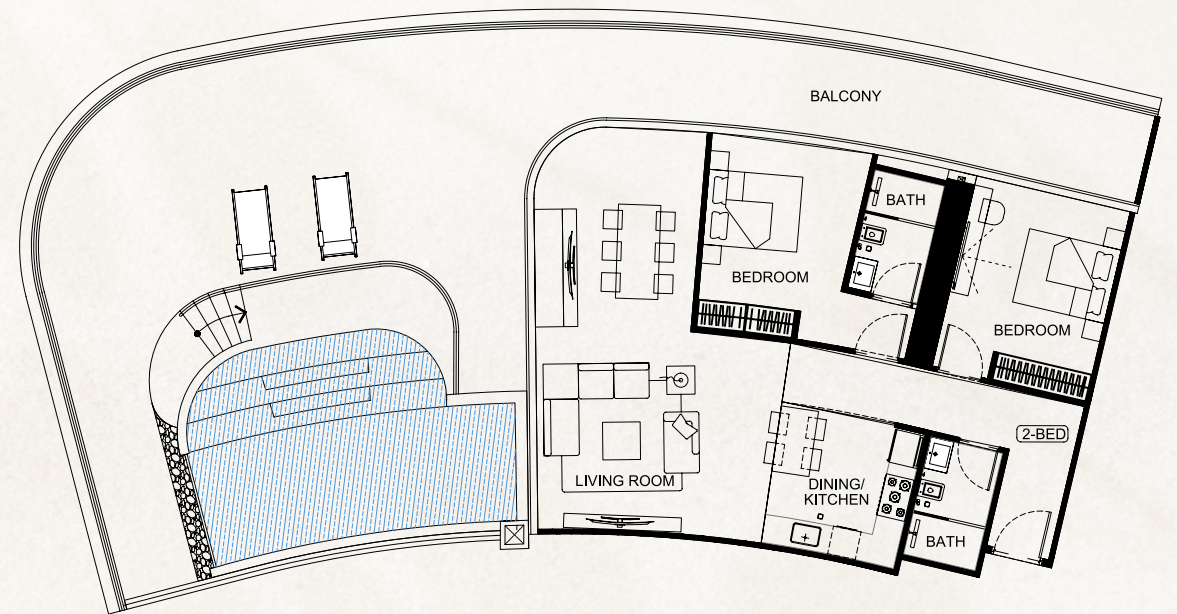 BALCONY
BATH
BEDROOM
BEDROOM
2-BED
LIVING ROOM
DINING/
KITCHEN
BATH